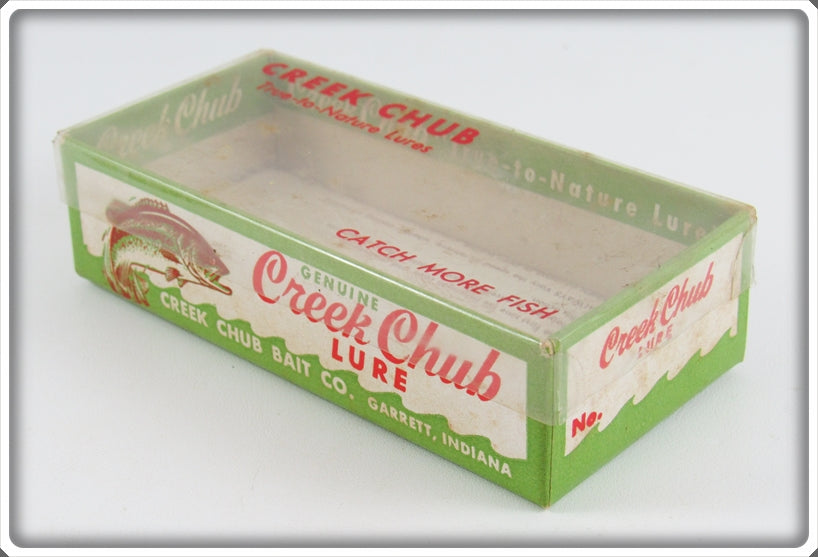 CREEK CHUB
True-to-Nature Lures
Creek Chub
True-to-Nature Lures
CATCH MORE FISH
GENUINE
Creek Chub
LURE
CREEK CHUB BAIT CO. GARRETT, INDIANA
Creek Chub
LURE
No.